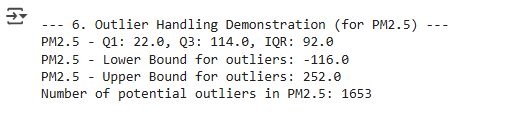 --- 6. Outlier Handling Demonstration (for PM2.5) ---
PM2.5 - Q1: 22.0, Q3: 114.0, IQR: 92.0
PM2.5 - Lower Bound for outliers: -116.0
PM2.5 - Upper Bound for outliers: 252.0
Number of potential outliers in PM2.5: 1653